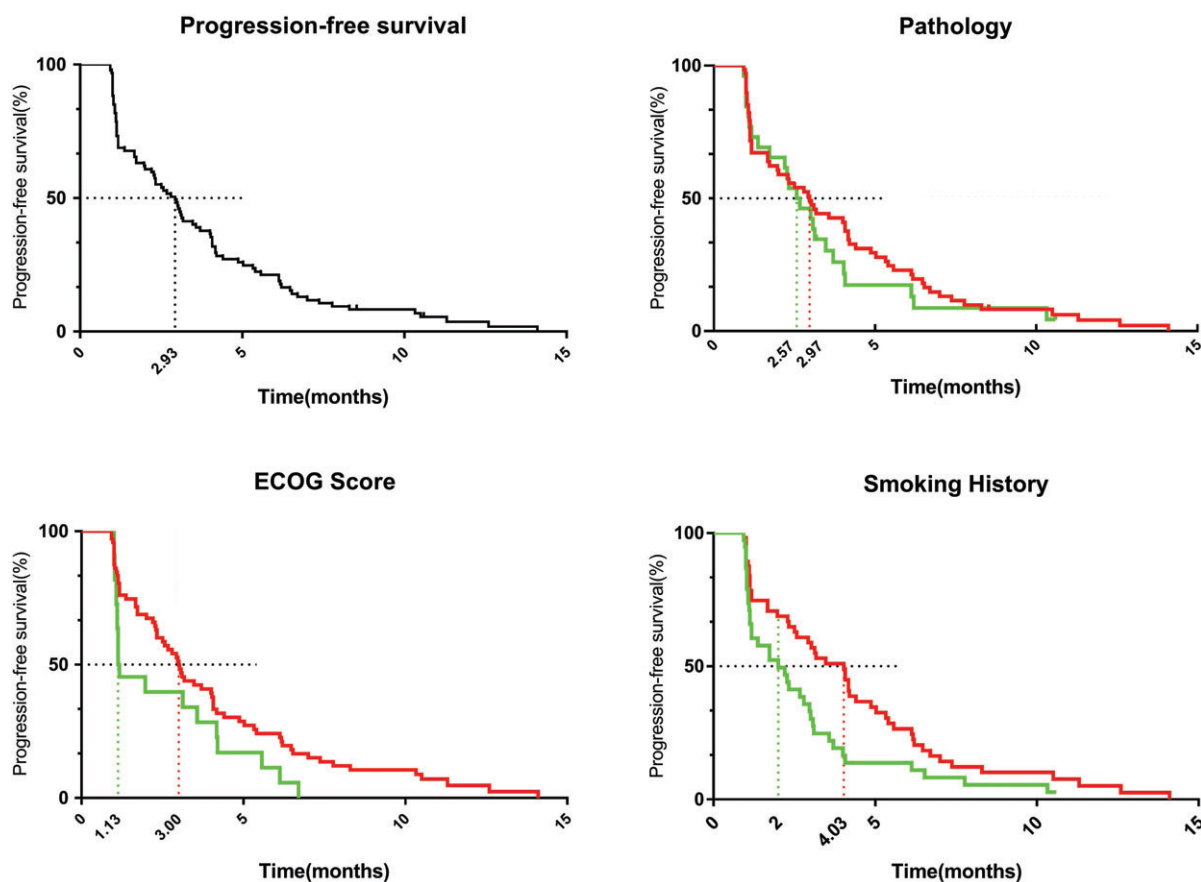 Progression-free survival
Progression-free survival(%)
100
50
0
0
2.93
5
10
15
Time(months)
Pathology
Progression-free survival(%)
100
50
0
0
2.57
2.97
5
10
15
Time(months)
ECOG Score
Progression-free survival(%)
100
50
0
0
1.13
3.00
5
10
15
Time(months)
Smoking History
Progression-free survival(%)
100
50
0
0
2
4.03
5
10
15
Time(months)